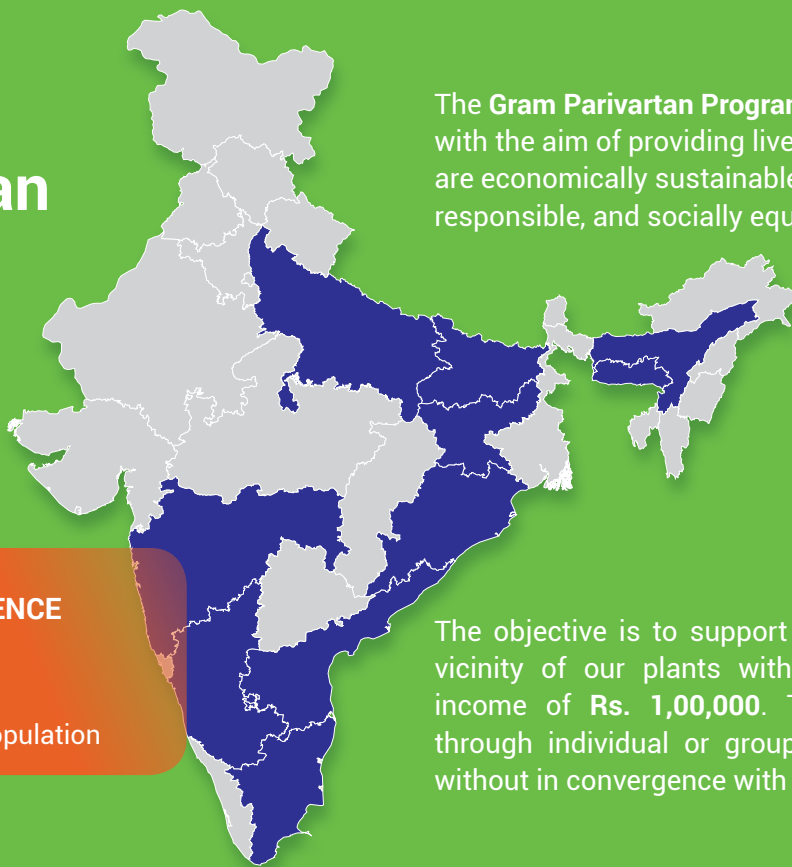 an
The Gram Parivartan Program
with the aim of providing live
are economically sustainable
responsible, and socially equ
ENCE
opulation
The objective is to support
vicinity of our plants with
income of Rs. 1,00,000. T
through individual or group
without in convergence with